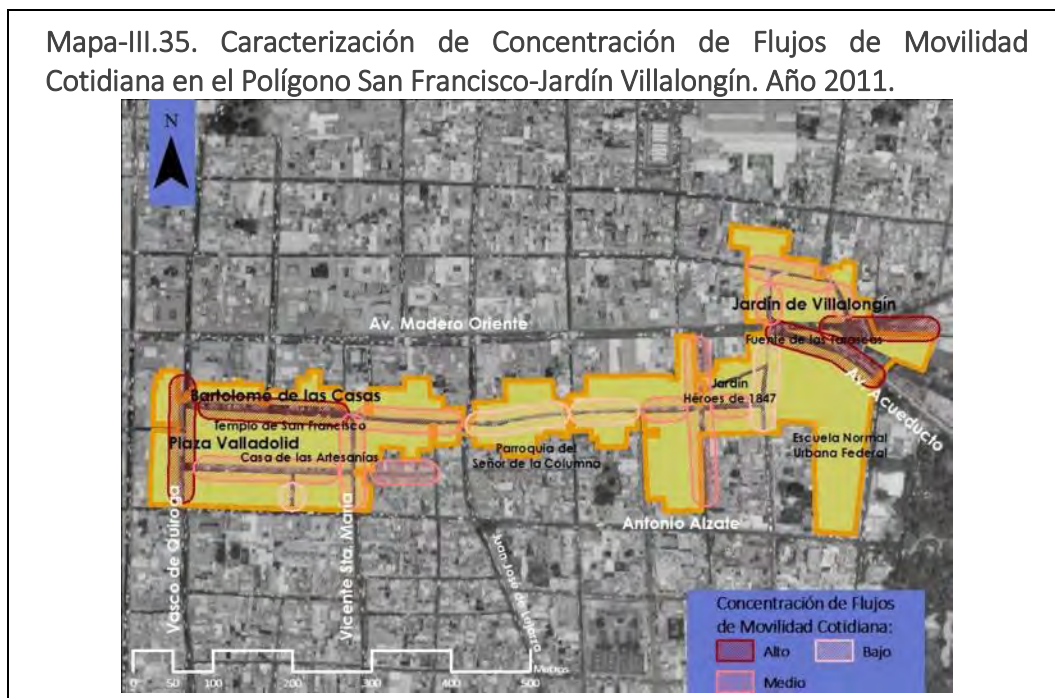 Mapa-III.35. Caracterización de Concentración de Flujos de Movilidad
Cotidiana en el Polígono San Francisco-Jardín Villalongín. Año 2011.
N
Jardín de Villalongín
Av. Madero Oriente
Fuente de las Tarascas
Av. Acueducto
Bartolomé de las Casas
Jardín
Héroes de 1847
Templo de San Francisco
Plaza Valladolid
Casa de las Artesanías
Parroquia del
Señor de la Columna
Escuela Normal
Urbana Federal
Vasco de Quiroga
Vicente Sta. María
Antonio Alzate
Juan José de Lejarza
Concentración de Flujos
de Movilidad Cotidiana:
Alto
Bajo
Medio
Metros
0 50 100 200 300 400 500